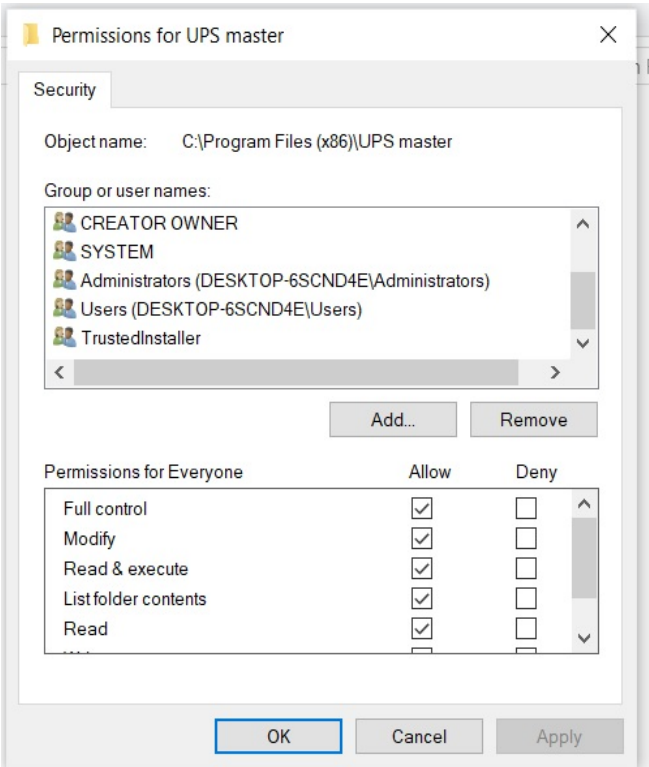 Permissions for UPS master
Security
Object name: C:\Program Files (x86)\UPS master
Group or user names:
CREATOR OWNER
SYSTEM
Administrators (DESKTOP-6SCND4E\Administrators)
Users (DESKTOP-6SCND4E\Users)
TrustedInstaller
Add... Remove
Permissions for Everyone Allow Deny
Full control
Modify
Read & execute
List folder contents
Read
OK Cancel Apply